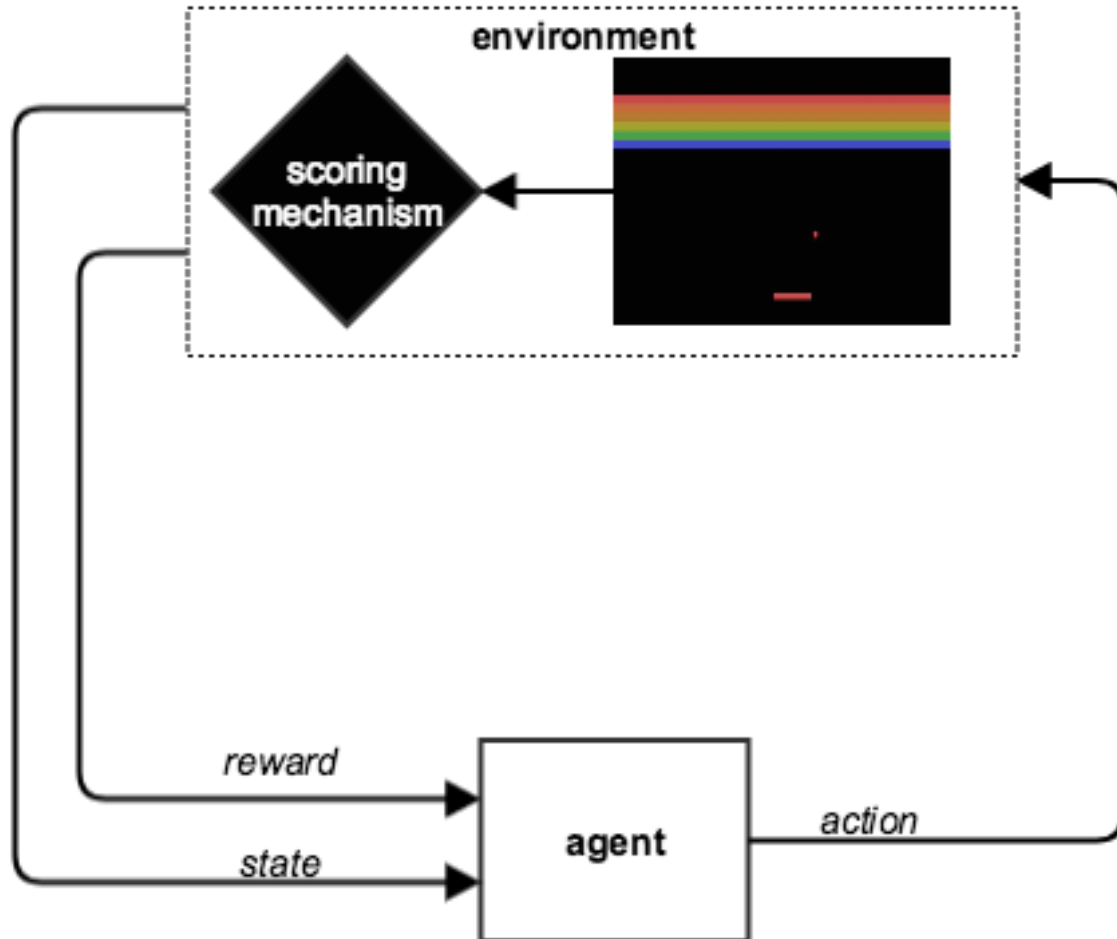 environment
scoring
mechanism
reward
state
agent
action